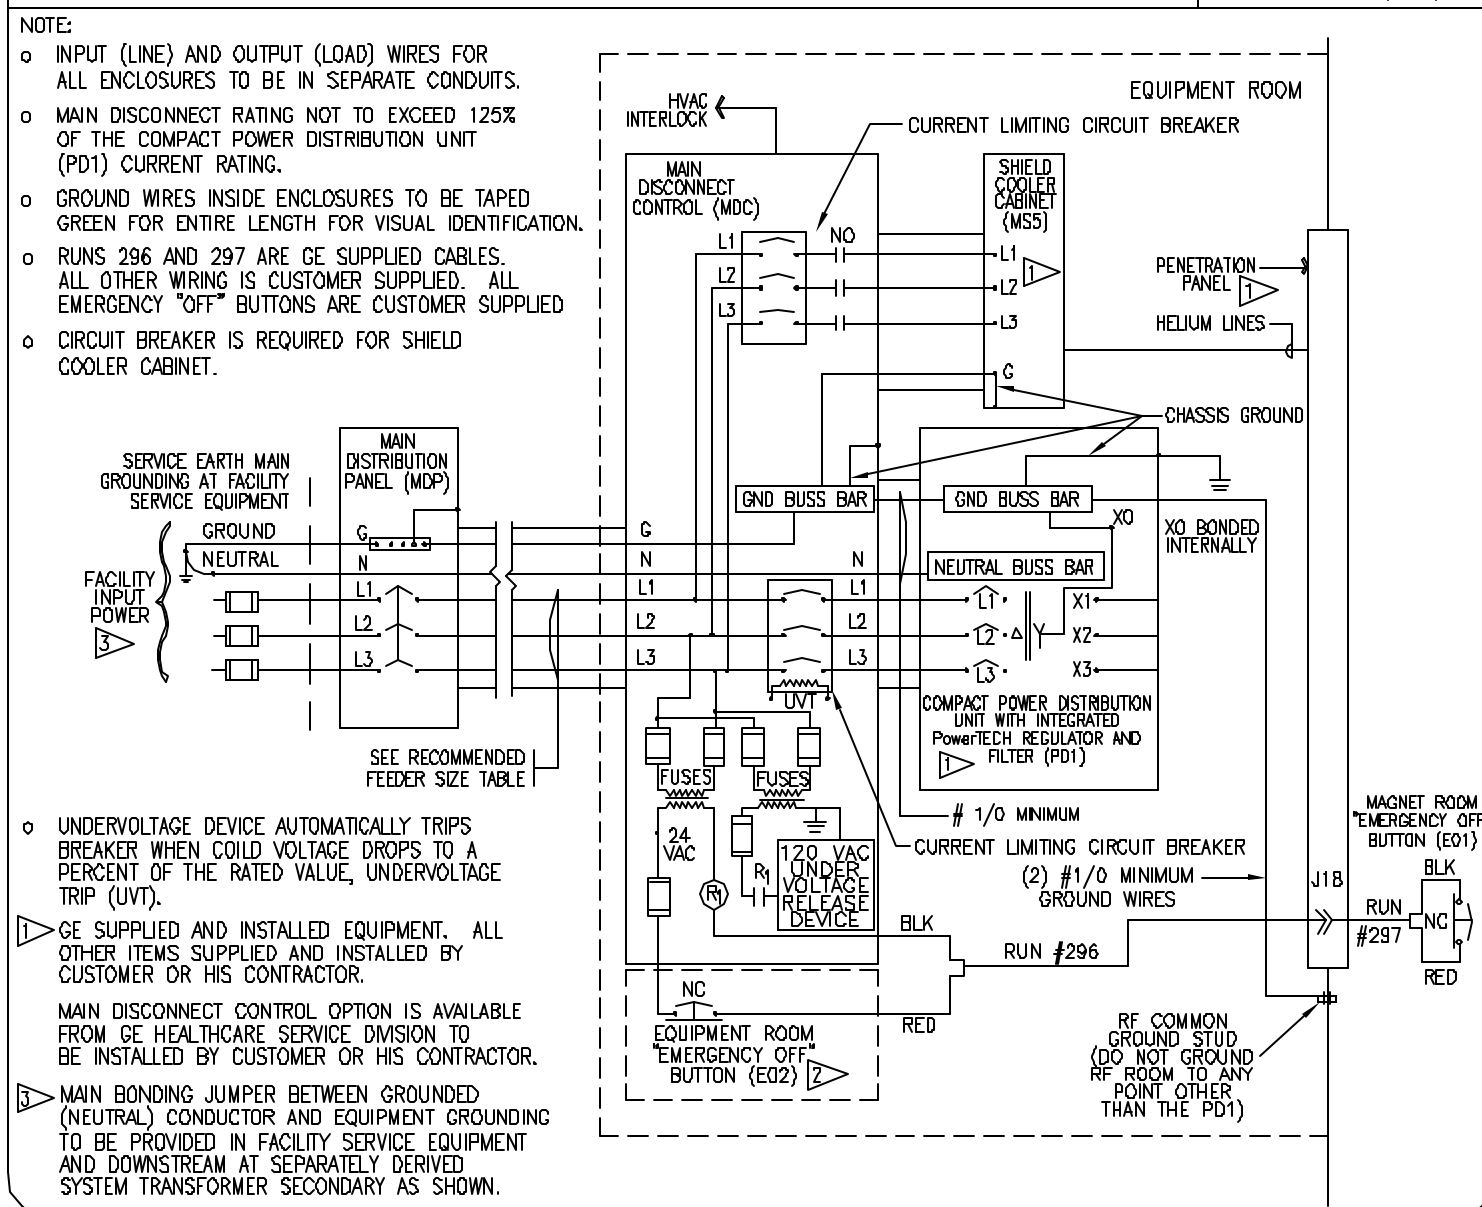 NOTE:
o INPUT (LINE) AND OUTPUT (LOAD) WIRES FOR
ALL ENCLOSURES TO BE IN SEPARATE CONDUITS.
o MAIN DISCONNECT RATING NOT TO EXCEED 125%
OF THE COMPACT POWER DISTRIBUTION UNIT
(PD1) CURRENT RATING.
o GROUND WIRES INSIDE ENCLOSURES TO BE TAPED
GREEN FOR ENTIRE LENGTH FOR VISUAL IDENTIFICATION.
o RUNS 296 AND 297 ARE GE SUPPLIED CABLES.
ALL OTHER WIRING IS CUSTOMER SUPPLIED. ALL
EMERGENCY "OFF" BUTTONS ARE CUSTOMER SUPPLIED
o CIRCUIT BREAKER IS REQUIRED FOR SHIELD
COOLER CABINET.
EQUIPMENT ROOM
HVAC
INTERLOCK
CURRENT LIMITING CIRCUIT BREAKER
MAIN
DISCONNECT
CONTROL (MDC)
SHIELD
COOLER
CABINET
(MS5)
L1
L2
L3
NO
L1
L2
L3
G
1
PENETRATION
PANEL
1
HELIUM LINES
CHASSIS GROUND
SERVICE EARTH MAIN
GROUNDING AT FACILITY
SERVICE EQUIPMENT
MAIN
DISTRIBUTION
PANEL (MDP)
GROUND
NEUTRAL
FACILITY
INPUT
POWER
3
G
N
L1
L2
L3
G
N
L1
L2
L3
GND BUSS BAR
GND BUSS BAR
XO
XO BONDED
INTERNALLY
N
L1
L2
L3
NEUTRAL BUSS BAR
L1
L2
L3
Δ
Y
X1
X2
X3
UVT
COMPACT POWER DISTRIBUTION
UNIT WITH INTEGRATED
PowerTECH REGULATOR AND
FILTER (PD1)
1
SEE RECOMMENDED
FEEDER SIZE TABLE
FUSES
FUSES
# 1/0 MINIMUM
CURRENT LIMITING CIRCUIT BREAKER
24
VAC
R1
R1
120 VAC
UNDER
VOLTAGE
RELEASE
DEVICE
(2) #1/0 MINIMUM
GROUND WIRES
MAGNET ROOM
"EMERGENCY OFF
BUTTON (EO1)
BLK
J18
RUN
#297
NC
RED
BLK
RUN #296
RED
NC
EQUIPMENT ROOM
"EMERGENCY OFF"
BUTTON (EO2)
2
RF COMMON
GROUND STUD
(DO NOT GROUND
RF ROOM TO ANY
POINT OTHER
THAN THE PD1)
o UNDERVOLTAGE DEVICE AUTOMATICALLY TRIPS
BREAKER WHEN COILD VOLTAGE DROPS TO A
PERCENT OF THE RATED VALUE, UNDERVOLTAGE
TRIP (UVT).
1 GE SUPPLIED AND INSTALLED EQUIPMENT. ALL
OTHER ITEMS SUPPLIED AND INSTALLED BY
CUSTOMER OR HIS CONTRACTOR.
MAIN DISCONNECT CONTROL OPTION IS AVAILABLE
FROM GE HEALTHCARE SERVICE DIVISION TO
BE INSTALLED BY CUSTOMER OR HIS CONTRACTOR.
3 MAIN BONDING JUMPER BETWEEN GROUNDED
(NEUTRAL) CONDUCTOR AND EQUIPMENT GROUNDING
TO BE PROVIDED IN FACILITY SERVICE EQUIPMENT
AND DOWNSTREAM AT SEPARATELY DERIVED
SYSTEM TRANSFORMER SECONDARY AS SHOWN.